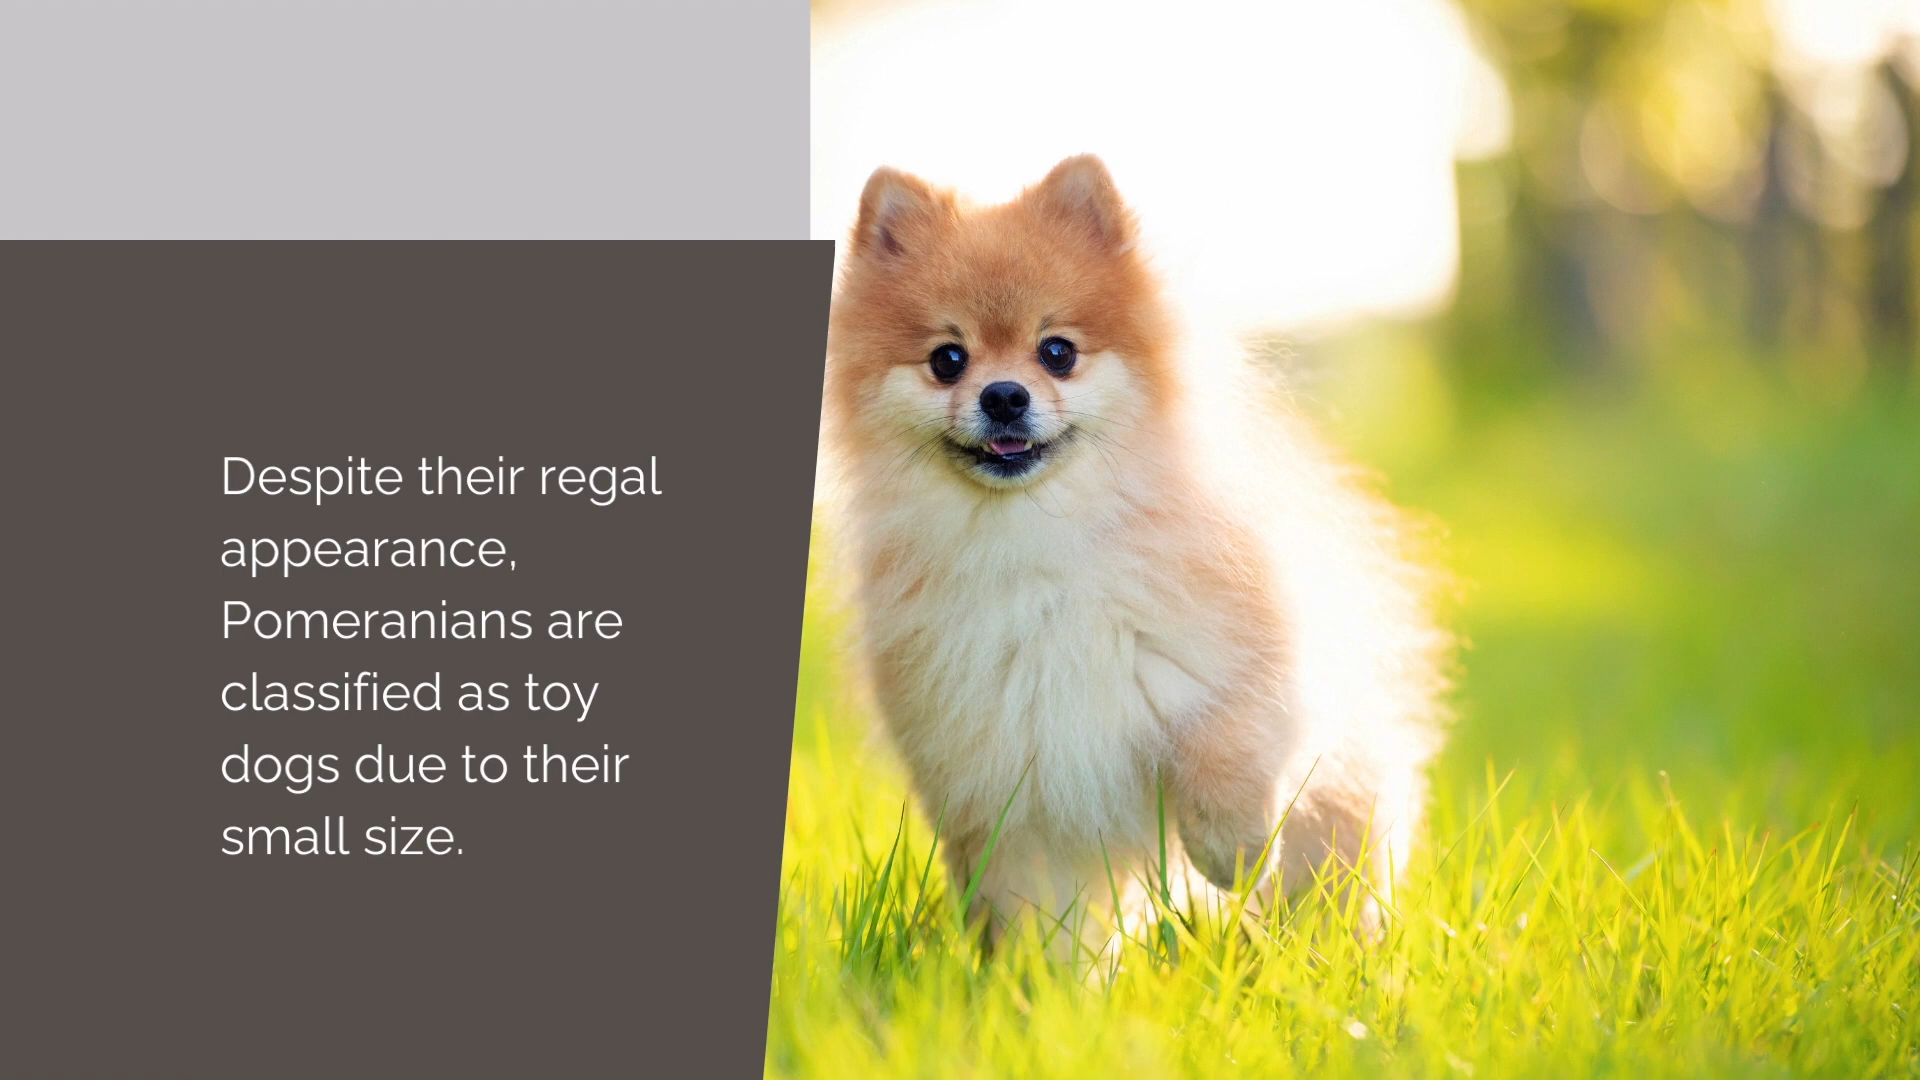 Despite their regal
appearance,
Pomeranians are
classified as toy
dogs due to their
small size.